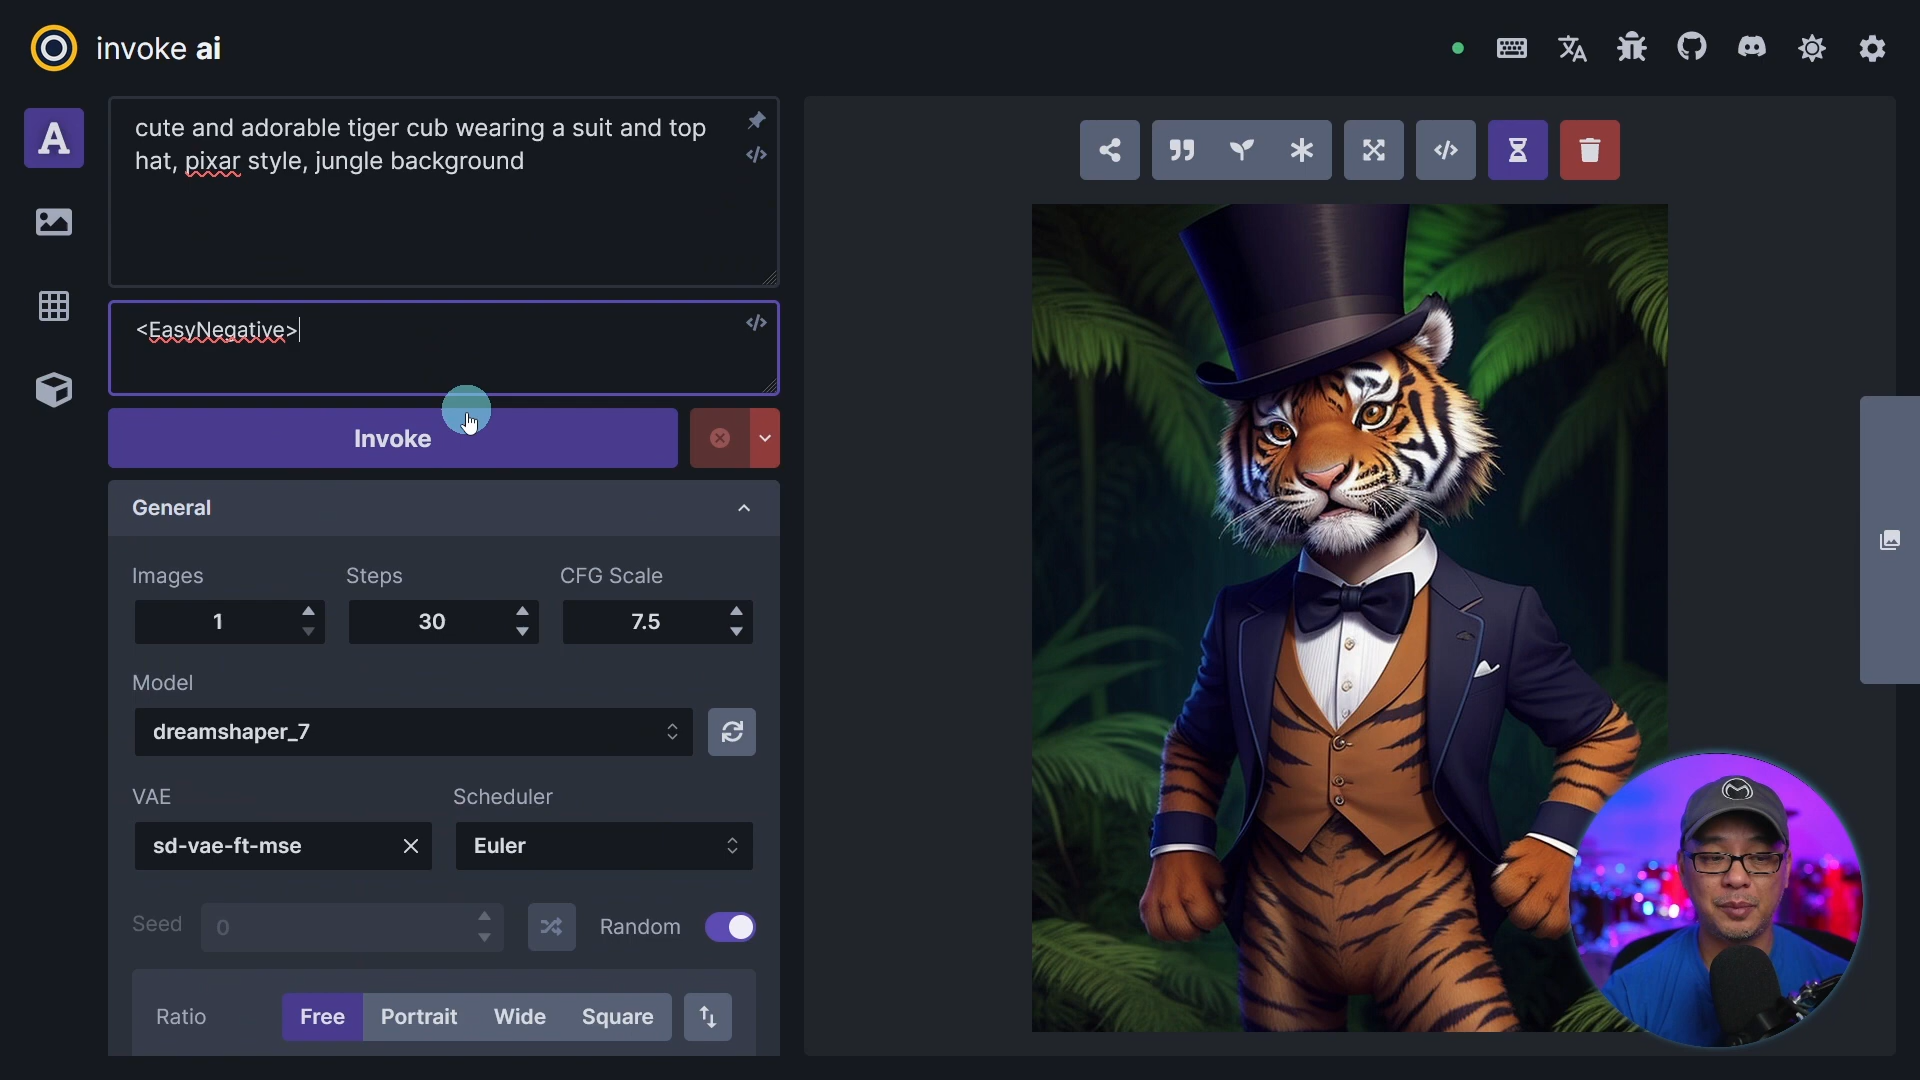 invoke ai
cute and adorable tiger cub wearing a suit and top
hat, pixar style, jungle background
<EasyNegative>
Invoke
General
Images
Steps
CFG Scale
1
30
7.5
Model
dreamshaper_7
VAE
Scheduler
sd-vae-ft-mse
Euler
Seed
0
Random
Ratio
Free
Portrait
Wide
Square